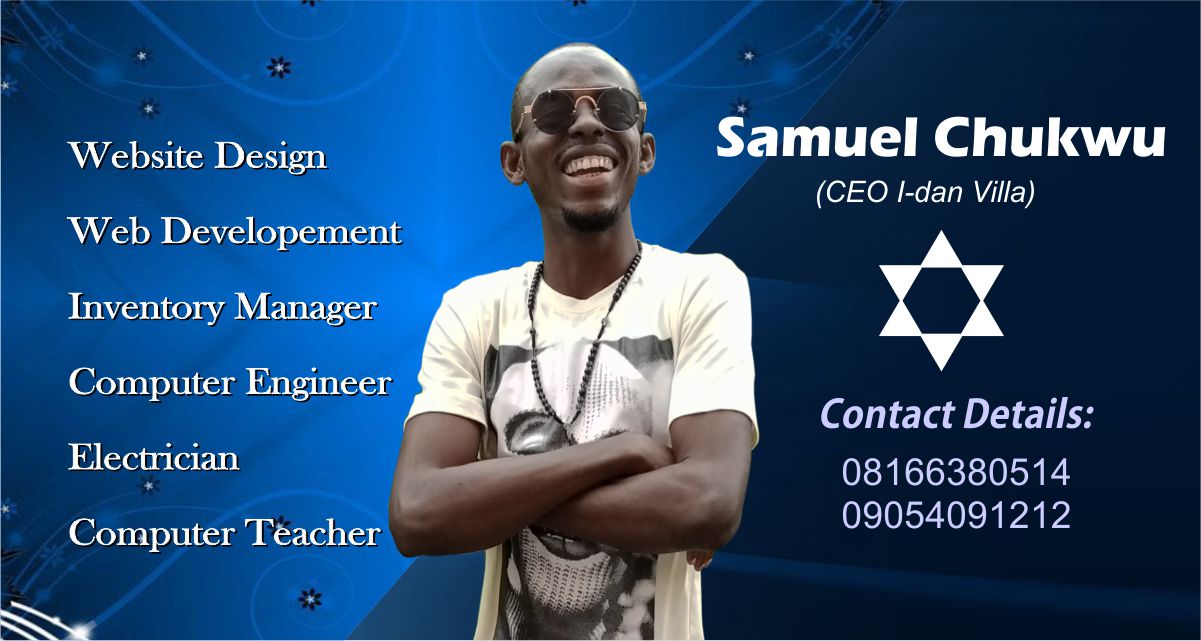 Website Design
Web Developement
Inventory Manager
Computer Engineer
Electrician
Computer Teacher
Samuel Chukwu
(CEO I-dan Villa)
Contact Details:
08166380514
09054091212